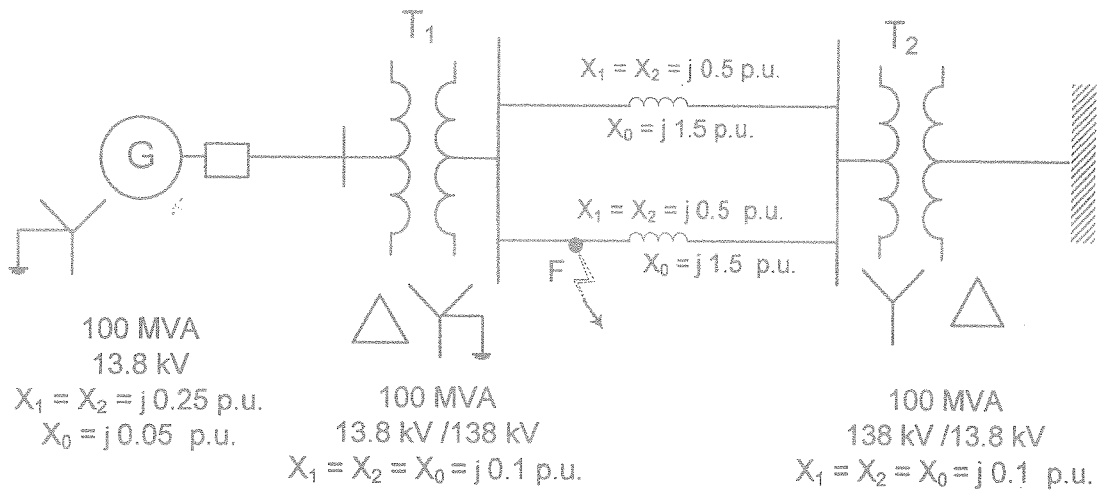 T₁
T₂
X₁ = X₂ = j 0.5 p.u.
X₀ = j 1.5 p.u.
G
X₁ = X₂ = j 0.5 p.u.
X₀ = j 1.5 p.u.
F
100 MVA
13.8 kV
X₁ = X₂ = j 0.25 p.u.
X₀ = j 0.05 p.u.
100 MVA
13.8 kV /138 kV
X₁ = X₂ = X₀ = j 0.1 p.u.
100 MVA
138 kV /13.8 kV
X₁ = X₂ = X₀ = j 0.1 p.u.